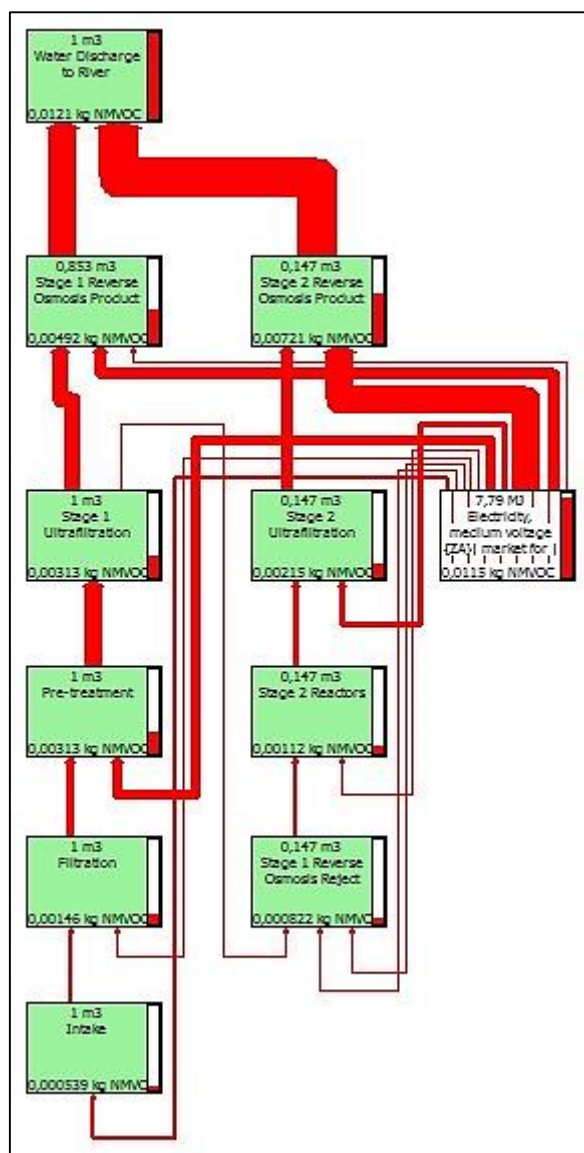 1 m3
Water Discharge
to River
0,0121 kg NMVOC
0,853 m3
Stage 1 Reverse
Osmosis Product
0,00492 kg NMVOC
0,147 m3
Stage 2 Reverse
Osmosis Product
0,00721 kg NMVOC
1 m3
Stage 1
Ultrafiltration
0,00313 kg NMVOC
0,147 m3
Stage 2
Ultrafiltration
0,00215 kg NMVOC
7,79 MJ
Electricity,
medium voltage
{ZA}| market for |
0,0115 kg NMVOC
1 m3
Pre-treatment
0,00313 kg NMVOC
0,147 m3
Stage 2 Reactors
0,00112 kg NMVOC
1 m3
Filtration
0,00146 kg NMVOC
0,147 m3
Stage 1 Reverse
Osmosis Reject
0,000822 kg NMVO
1 m3
Intake
0,000539 kg NMVO